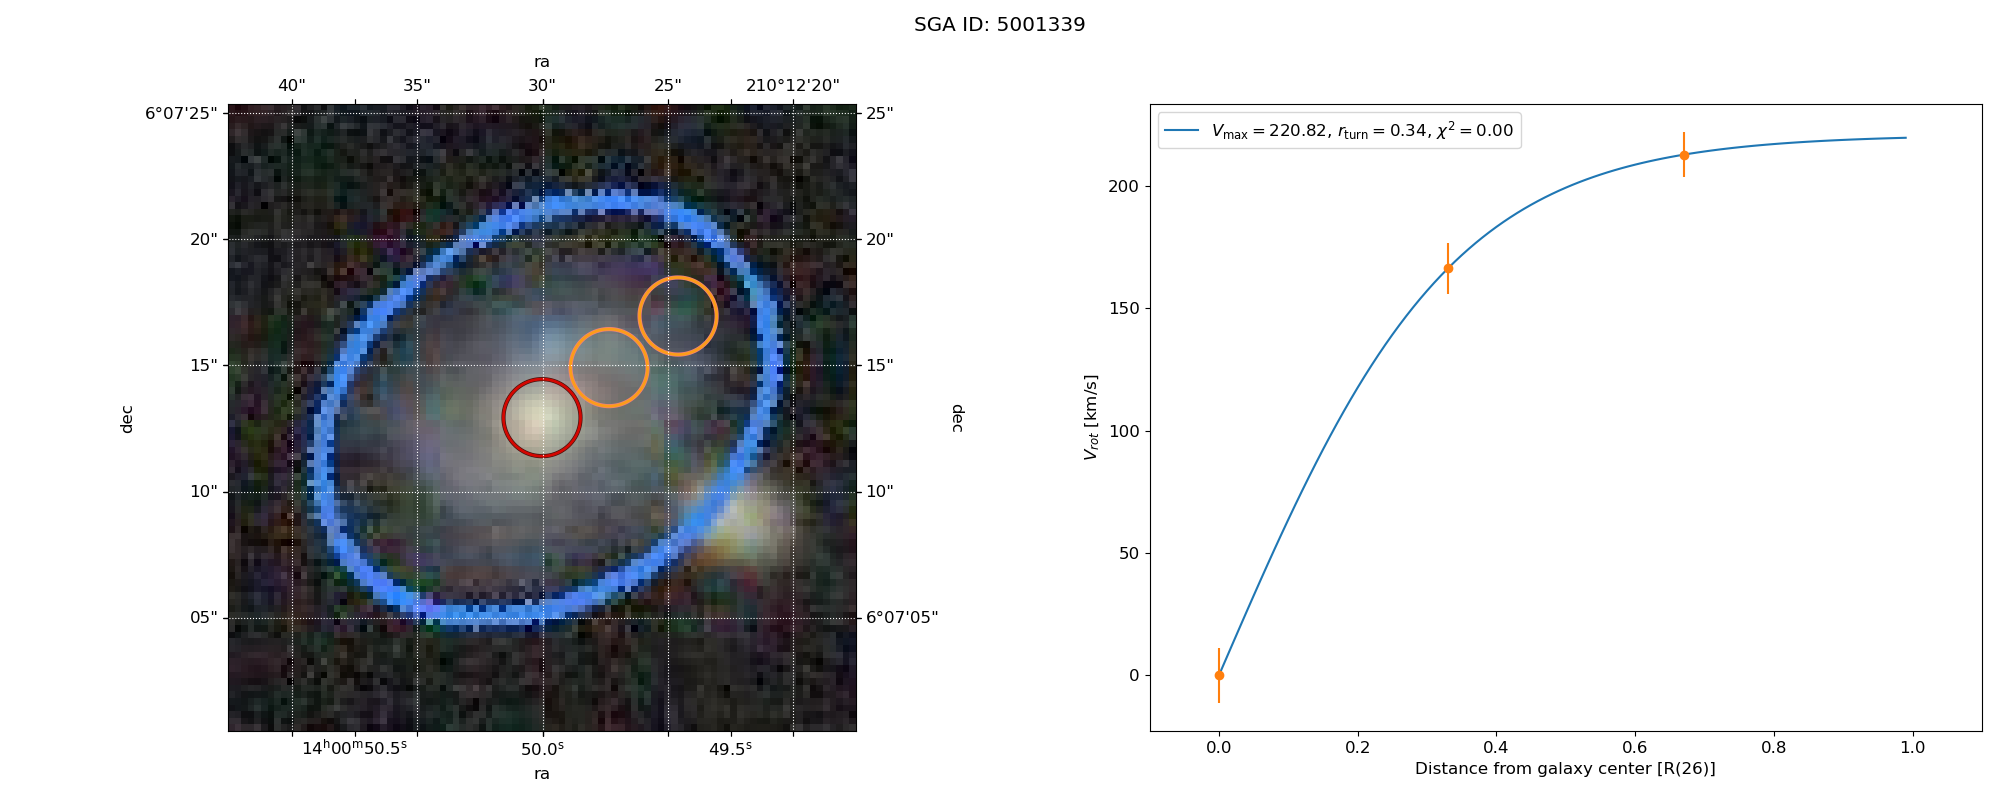 SGA ID: 5001339
ra
40" 35" 30" 25" 210°12'20"
6°07'25" 25"
20" 20"
15" 15"
dec dec
10" 10"
05" 6°07'05"
14ʰ00ᵐ50.5ˢ 50.0ˢ 49.5ˢ
ra
V_max = 220.82, r_turn = 0.34, χ² = 0.00
200
150
100
50
0
V_rot [km/s]
0.0 0.2 0.4 0.6 0.8 1.0
Distance from galaxy center [R(26)]